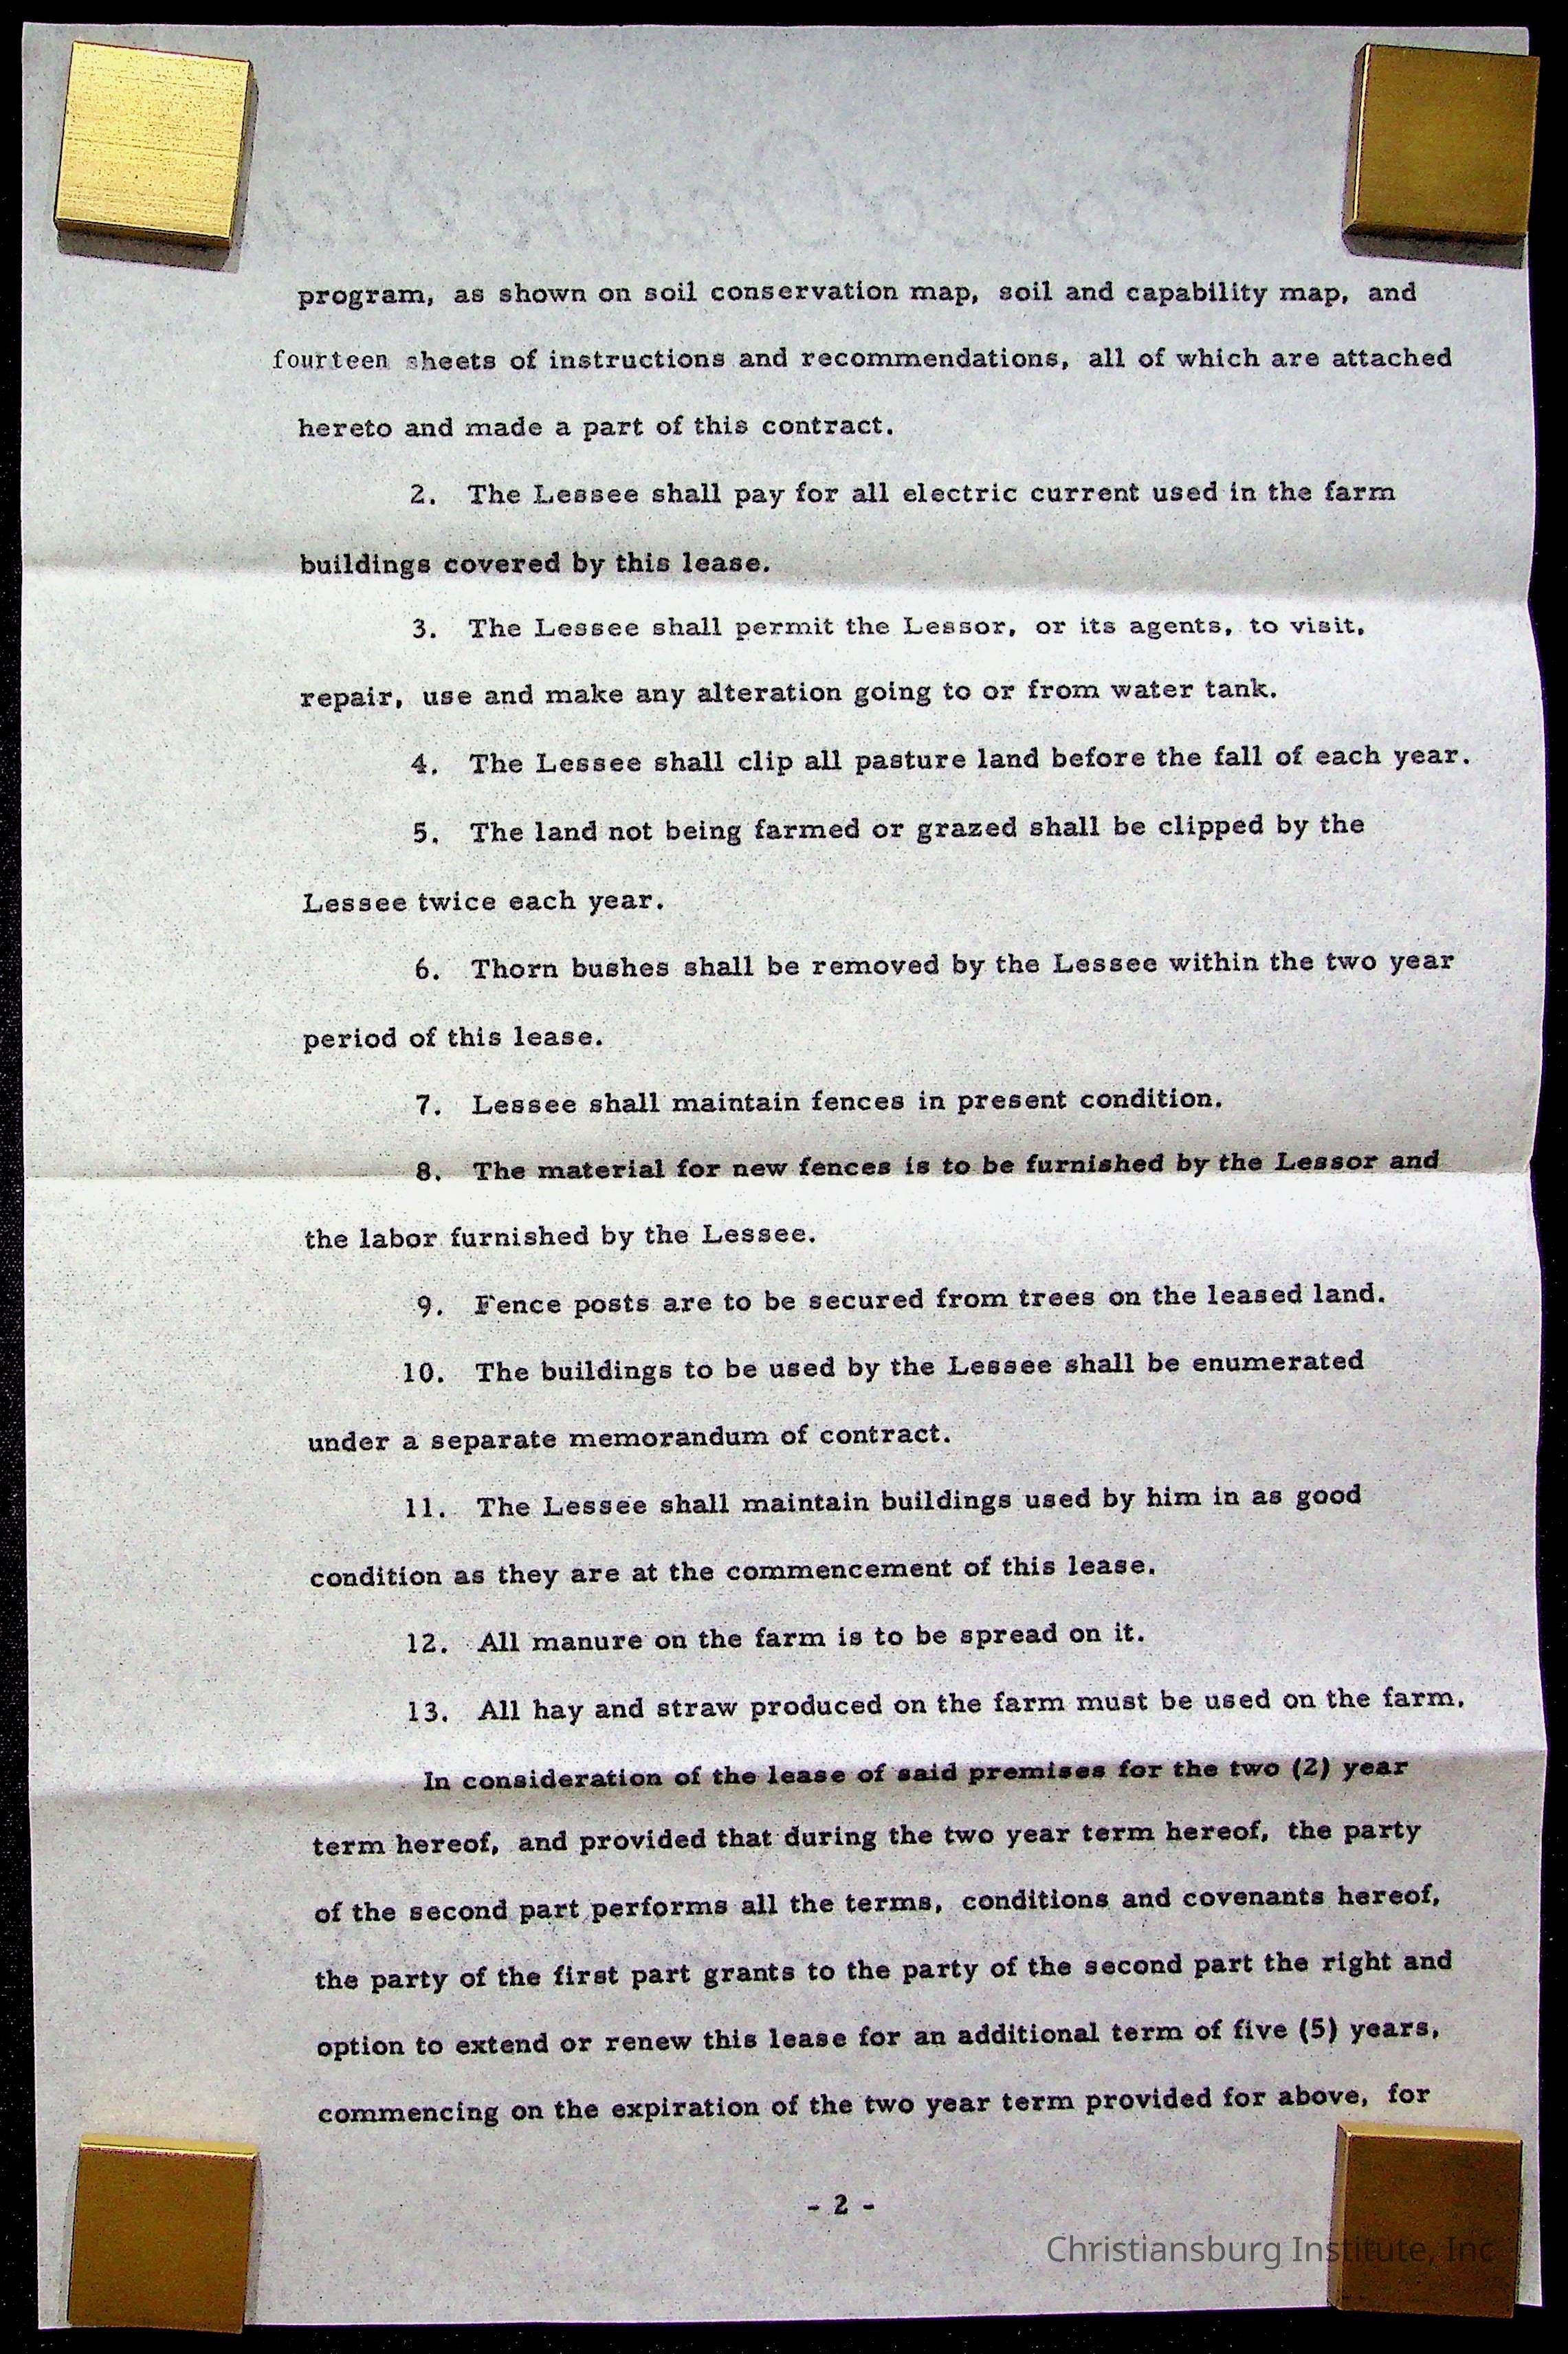 program, as shown on soil conservation map, soil and capability map, and
fourteen sheets of instructions and recommendations, all of which are attached
hereto and made a part of this contract.
2. The Lessee shall pay for all electric current used in the farm
buildings covered by this lease.
3. The Lessee shall permit the Lessor, or its agents, to visit,
repair, use and make any alteration going to or from water tank.
4. The Lessee shall clip all pasture land before the fall of each year.
5. The land not being farmed or grazed shall be clipped by the
Lessee twice each year.
6. Thorn bushes shall be removed by the Lessee within the two year
period of this lease.
7. Lessee shall maintain fences in present condition.
8. The material for new fences is to be furnished by the Lessor and
the labor furnished by the Lessee.
9. Fence posts are to be secured from trees on the leased land.
10. The buildings to be used by the Lessee shall be enumerated
under a separate memorandum of contract.
11. The Lessee shall maintain buildings used by him in as good
condition as they are at the commencement of this lease.
12. All manure on the farm is to be spread on it.
13. All hay and straw produced on the farm must be used on the farm.
In consideration of the lease of said premises for the two (2) year
term hereof, and provided that during the two year term hereof, the party
of the second part performs all the terms, conditions and covenants hereof,
the party of the first part grants to the party of the second part the right and
option to extend or renew this lease for an additional term of five (5) years,
commencing on the expiration of the two year term provided for above, for
- 2 -
Christiansburg Institute, Inc